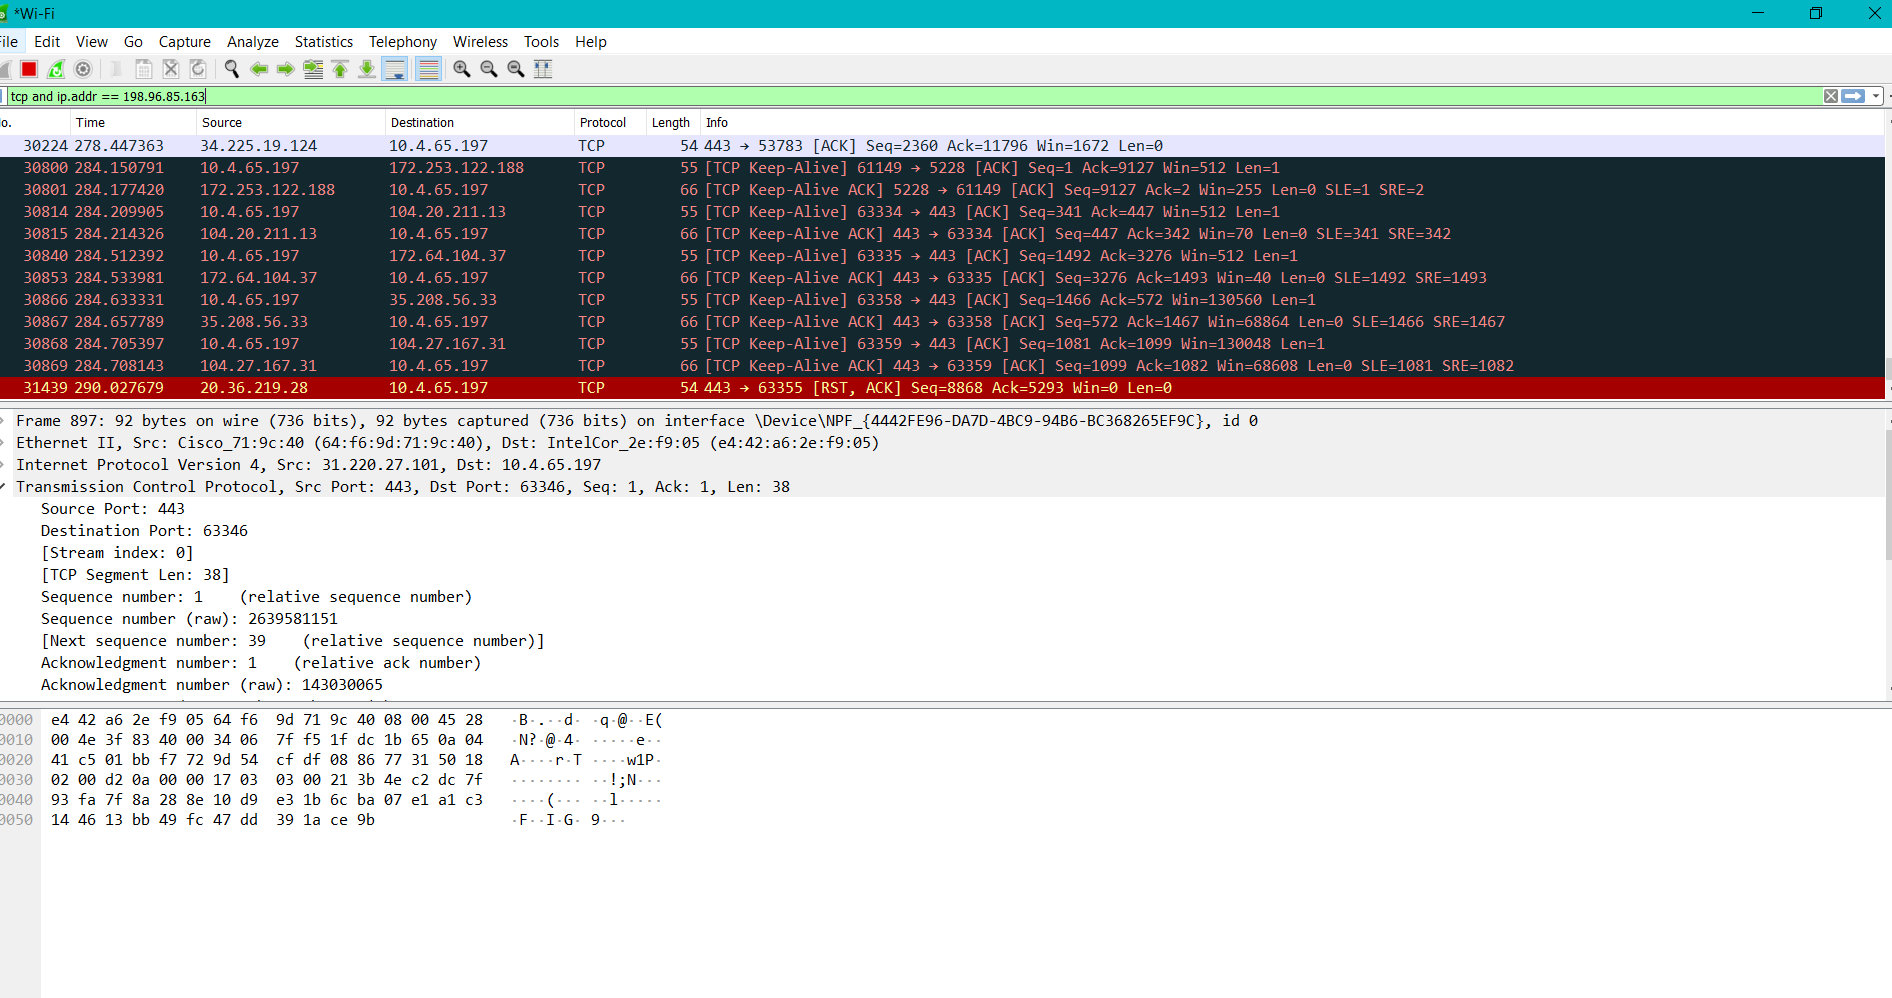 *Wi-Fi
File Edit View Go Capture Analyze Statistics Telephony Wireless Tools Help
tcp and ip.addr == 198.96.85.163
o. Time Source Destination Protocol Length Info
30224 278.447363 34.225.19.124 10.4.65.197 TCP 54 443 → 53783 [ACK] Seq=2360 Ack=11796 Win=1672 Len=0
30800 284.150791 10.4.65.197 172.253.122.188 TCP 55 [TCP Keep-Alive] 61149 → 5228 [ACK] Seq=1 Ack=9127 Win=512 Len=1
30801 284.177420 172.253.122.188 10.4.65.197 TCP 66 [TCP Keep-Alive ACK] 5228 → 61149 [ACK] Seq=9127 Ack=2 Win=255 Len=0 SLE=1 SRE=2
30814 284.209905 10.4.65.197 104.20.211.13 TCP 55 [TCP Keep-Alive] 63334 → 443 [ACK] Seq=341 Ack=447 Win=512 Len=1
30815 284.214326 104.20.211.13 10.4.65.197 TCP 66 [TCP Keep-Alive ACK] 443 → 63334 [ACK] Seq=447 Ack=342 Win=70 Len=0 SLE=341 SRE=342
30840 284.512392 10.4.65.197 172.64.104.37 TCP 55 [TCP Keep-Alive] 63335 → 443 [ACK] Seq=1492 Ack=3276 Win=512 Len=1
30853 284.533981 172.64.104.37 10.4.65.197 TCP 66 [TCP Keep-Alive ACK] 443 → 63335 [ACK] Seq=3276 Ack=1493 Win=40 Len=0 SLE=1492 SRE=1493
30866 284.633331 10.4.65.197 35.208.56.33 TCP 55 [TCP Keep-Alive] 63358 → 443 [ACK] Seq=1466 Ack=572 Win=130560 Len=1
30867 284.657789 35.208.56.33 10.4.65.197 TCP 66 [TCP Keep-Alive ACK] 443 → 63358 [ACK] Seq=572 Ack=1467 Win=68864 Len=0 SLE=1466 SRE=1467
30868 284.705397 10.4.65.197 104.27.167.31 TCP 55 [TCP Keep-Alive] 63359 → 443 [ACK] Seq=1081 Ack=1099 Win=130048 Len=1
30869 284.708143 104.27.167.31 10.4.65.197 TCP 66 [TCP Keep-Alive ACK] 443 → 63359 [ACK] Seq=1099 Ack=1082 Win=68608 Len=0 SLE=1081 SRE=1082
31439 290.027679 20.36.219.28 10.4.65.197 TCP 54 443 → 63355 [RST, ACK] Seq=8868 Ack=5293 Win=0 Len=0
Frame 897: 92 bytes on wire (736 bits), 92 bytes captured (736 bits) on interface \Device\NPF_{4442FE96-DA7D-4BC9-94B6-BC368265EF9C}, id 0
Ethernet II, Src: Cisco_71:9c:40 (64:f6:9d:71:9c:40), Dst: IntelCor_2e:f9:05 (e4:42:a6:2e:f9:05)
Internet Protocol Version 4, Src: 31.220.27.101, Dst: 10.4.65.197
Transmission Control Protocol, Src Port: 443, Dst Port: 63346, Seq: 1, Ack: 1, Len: 38
Source Port: 443
Destination Port: 63346
[Stream index: 0]
[TCP Segment Len: 38]
Sequence number: 1 (relative sequence number)
Sequence number (raw): 2639581151
[Next sequence number: 39 (relative sequence number)]
Acknowledgment number: 1 (relative ack number)
Acknowledgment number (raw): 143030065
0000 e4 42 a6 2e f9 05 64 f6 9d 71 9c 40 08 00 45 28 ·B.··d· ·q·@··E(
0010 00 4e 3f 83 40 00 34 06 7f f5 1f dc 1b 65 0a 04 ·N?·@·4· ·····e··
0020 41 c5 01 bb f7 72 9d 54 cf df 08 86 77 31 50 18 A····r·T ····w1P·
0030 02 00 d2 0a 00 00 17 03 03 00 21 3b 4e c2 dc 7f ········ ··!;N···
0040 93 fa 7f 8a 28 8e 10 d9 e3 1b 6c ba 07 e1 a1 c3 ····(··· ··l·····
0050 14 46 13 bb 49 fc 47 dd 39 1a ce 9b ·F··I·G· 9···